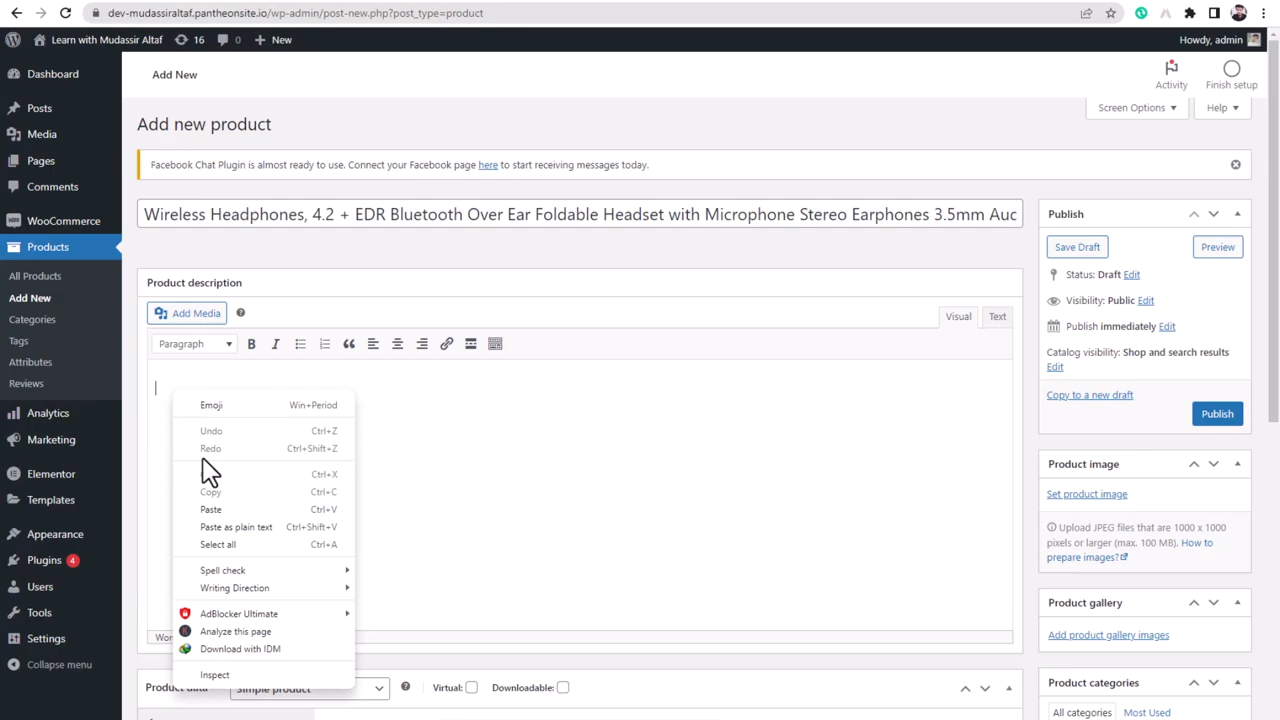 dev-mudassiraltaf.pantheonsite.io/wp-admin/post-new.php?post_type=product
Learn with Mudassir Altaf
16
0
New
Howdy, admin
Dashboard
Posts
Media
Pages
Comments
WooCommerce
Products
All Products
Add New
Categories
Tags
Attributes
Reviews
Analytics
Marketing
Elementor
Templates
Appearance
Plugins 4
Users
Tools
Settings
Collapse menu
Add New
Activity
Finish setup
Screen Options
Help
Add new product
Facebook Chat Plugin is almost ready to use. Connect your Facebook page here to start receiving messages today.
Wireless Headphones, 4.2 + EDR Bluetooth Over Ear Foldable Headset with Microphone Stereo Earphones 3.5mm Auc
Product description
Add Media
Visual
Text
Paragraph
B
I
Emoji Win+Period
Undo Ctrl+Z
Redo Ctrl+Shift+Z
Ctrl+X
Copy Ctrl+C
Paste Ctrl+V
Paste as plain text Ctrl+Shift+V
Select all Ctrl+A
Spell check
Writing Direction
AdBlocker Ultimate
Analyze this page
Download with IDM
Inspect
Product data
Simple product
Virtual:
Downloadable:
Publish
Save Draft
Preview
Status: Draft Edit
Visibility: Public Edit
Publish immediately Edit
Catalog visibility: Shop and search results
Edit
Copy to a new draft
Publish
Product image
Set product image
Upload JPEG files that are 1000 x 1000
pixels or larger (max. 100 MB). How to
prepare images?
Product gallery
Add product gallery images
Product categories
All categories
Most Used